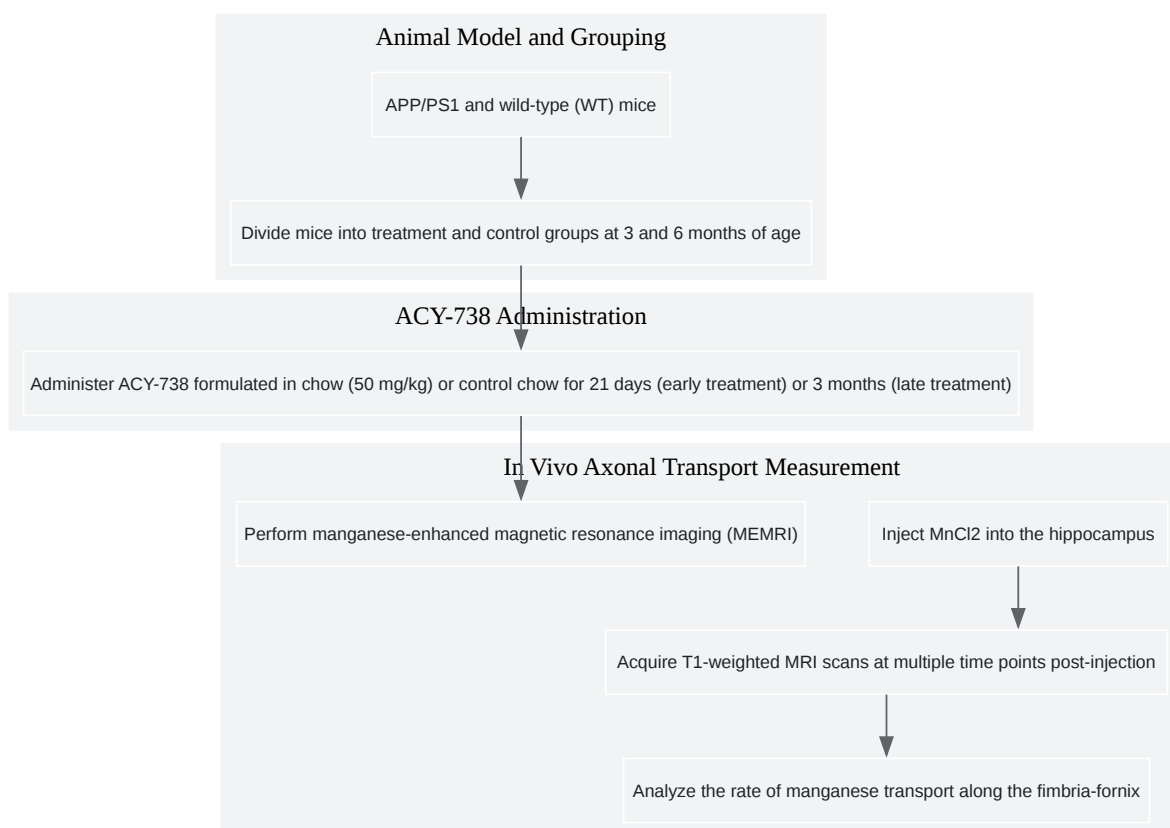 Animal Model and Grouping
APP/PS1 and wild-type (WT) mice
Divide mice into treatment and control groups at 3 and 6 months of age
ACY-738 Administration
Administer ACY-738 formulated in chow (50 mg/kg) or control chow for 21 days (early treatment) or 3 months (late treatment)
In Vivo Axonal Transport Measurement
Perform manganese-enhanced magnetic resonance imaging (MEMRI)
Inject MnCl2 into the hippocampus
Acquire T1-weighted MRI scans at multiple time points post-injection
Analyze the rate of manganese transport along the fimbria-fornix